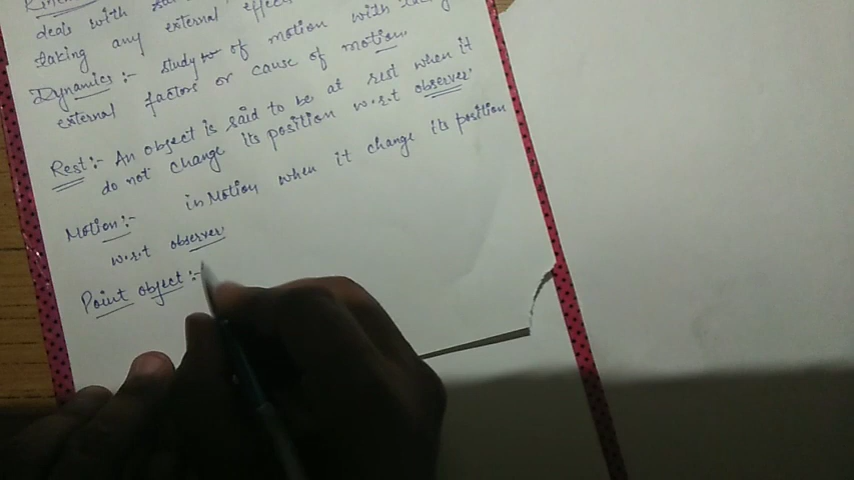 deals with
taking any external effect
Dynamics :- study of motion with
external factors or cause of motion.
Rest :- An object is said to be at rest when it
do not change its position w.r.t observer.
Motion :- in Motion when it change its position
w.r.t observer.
Point object :-